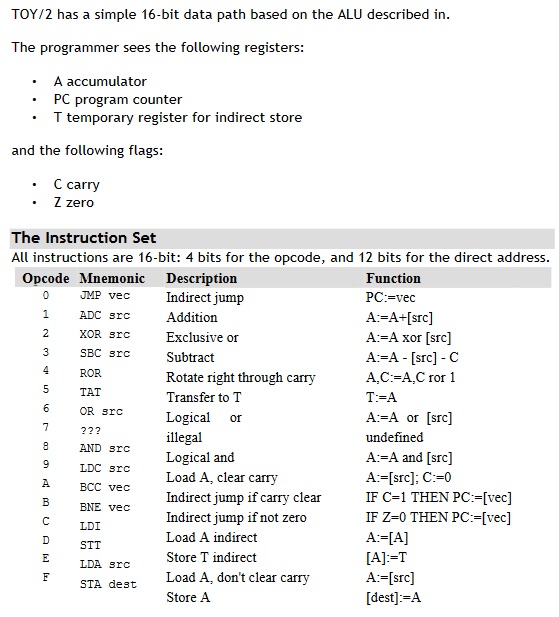 TOY/2 has a simple 16-bit data path based on the ALU described in.
The programmer sees the following registers:
• A accumulator
• PC program counter
• T temporary register for indirect store
and the following flags:
• C carry
• Z zero
The Instruction Set
All instructions are 16-bit: 4 bits for the opcode, and 12 bits for the direct address.
Opcode Mnemonic Description Function
0 JMP vec Indirect jump PC:=vec
1 ADC src Addition A:=A+[src]
2 XOR src Exclusive or A:=A xor [src]
3 SBC src Subtract A:=A - [src] - C
4 ROR Rotate right through carry A,C:=A,C ror 1
5 TAT Transfer to T T:=A
6 OR src Logical or A:=A or [src]
7 ??? illegal undefined
8 AND src Logical and A:=A and [src]
9 LDC src Load A, clear carry A:=[src]; C:=0
A BCC vec Indirect jump if carry clear IF C=1 THEN PC:=[vec]
B BNE vec Indirect jump if not zero IF Z=0 THEN PC:=[vec]
C LDI Load A indirect A:=[A]
D STT Store T indirect [A]:=T
E LDA src Load A, don't clear carry A:=[src]
F STA dest Store A [dest]:=A